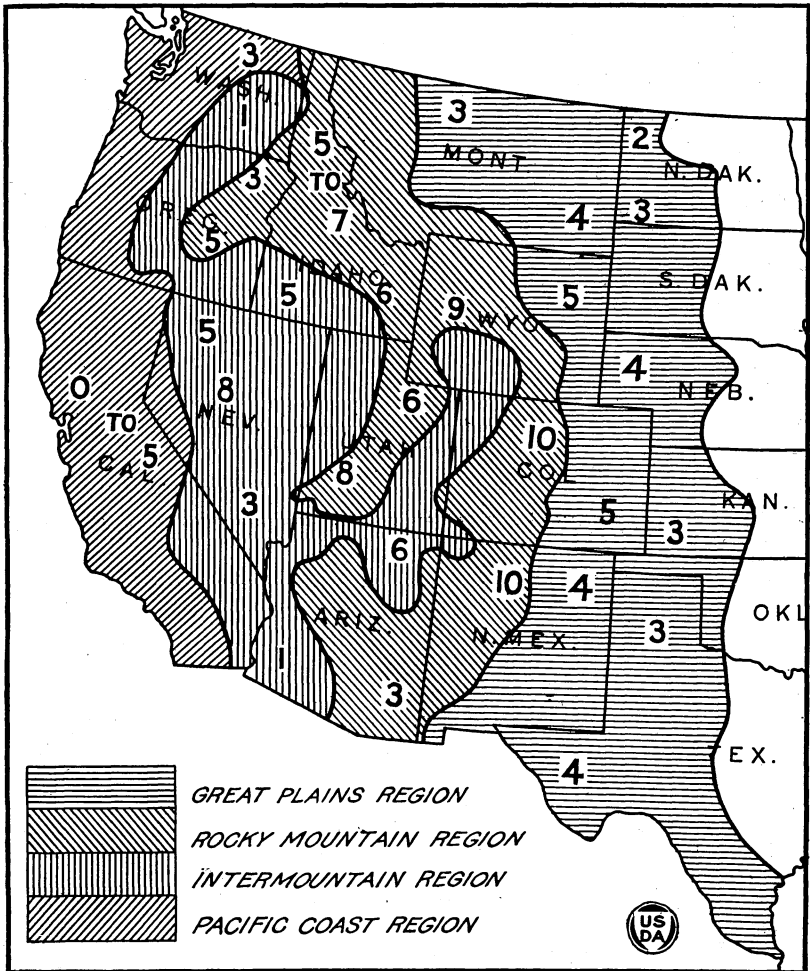 3
WASH.
1
3
MONT.
2
N. DAK.
5
TO
7
3
OREG.
5
4
3
IDAHO
6
5
9
WYO.
5
S. DAK.
5
8
NEV.
0
TO
5
CAL.
6
UTAH
8
4
NEB.
10
CO
5
3
KAN.
3
6
10
4
3
OKL
ARIZ.
N. MEX.
1
3
4
TEX.
GREAT PLAINS REGION
ROCKY MOUNTAIN REGION
INTERMOUNTAIN REGION
PACIFIC COAST REGION
US
DA